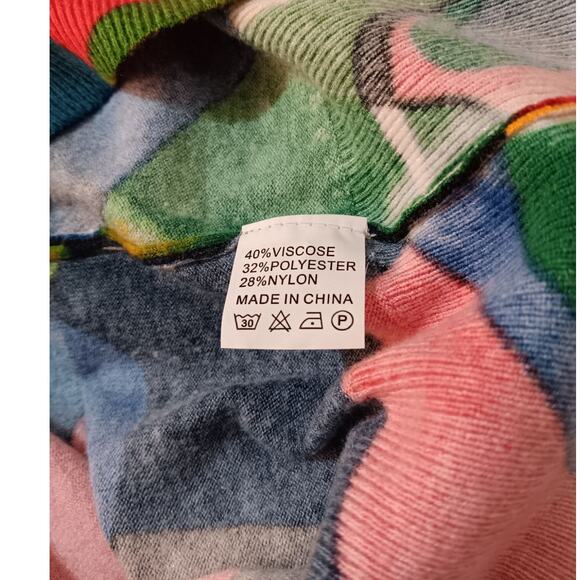 40%VISCOSE
32%POLYESTER
28%NYLON
MADE IN CHINA
30 P